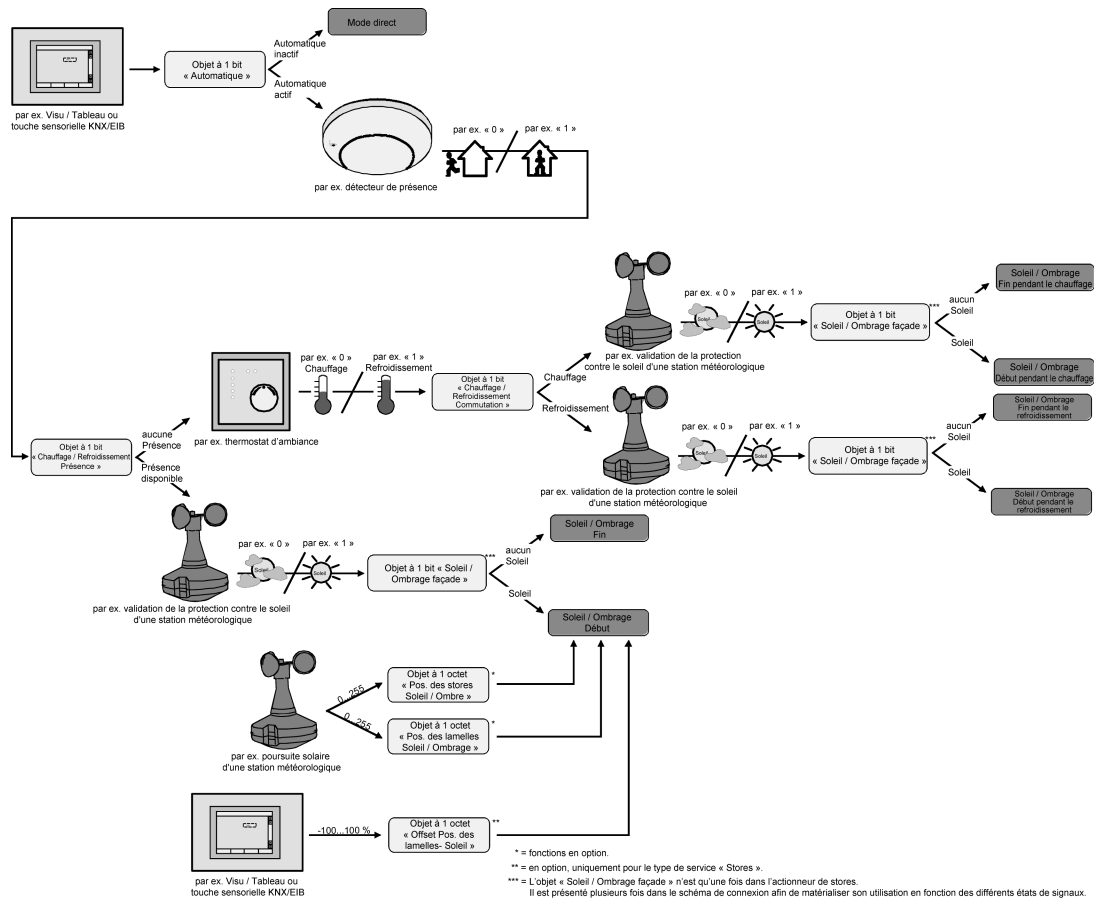 Mode direct
Automatique
inactif
Objet à 1 bit
« Automatique »
Automatique
actif
par ex. Visu / Tableau ou
touche sensorielle KNX/EIB
par ex. « 0 »
par ex. « 1 »
par ex. détecteur de présence
par ex. « 0 »
par ex. « 1 »
Soleil
Soleil
Objet à 1 bit
« Soleil / Ombrage façade »
***
aucun
Soleil
Soleil / Ombrage
Fin pendant le chauffage
Soleil
Soleil / Ombrage
Début pendant le chauffage
par ex. validation de la protection
contre le soleil d'une station météorologique
par ex. « 0 »
Chauffage
par ex. « 1 »
Refroidissement
Objet à 1 bit
« Chauffage /
Refroidissement
Commutation »
Chauffage
Refroidissement
par ex. thermostat d'ambiance
Objet à 1 bit
« Chauffage / Refroidissement
Présence »
aucune
Présence
Présence
disponible
par ex. « 0 »
par ex. « 1 »
Soleil
Soleil
Objet à 1 bit
« Soleil / Ombrage façade »
***
aucun
Soleil
Soleil / Ombrage
Fin pendant le
refroidissement
Soleil
Soleil / Ombrage
Début pendant le
refroidissement
par ex. validation de la protection contre le soleil
d'une station météorologique
par ex. « 0 »
par ex. « 1 »
Soleil
Soleil
Objet à 1 bit « Soleil /
Ombrage façade »
***
aucun
Soleil
Soleil / Ombrage
Fin
Soleil
Soleil / Ombrage
Début
par ex. validation de la protection contre le soleil
d'une station météorologique
0...255
Objet à 1 octet
« Pos. des stores
Soleil / Ombre »
*
0...255
Objet à 1 octet
« Pos. des lamelles
Soleil / Ombrage »
*
par ex. poursuite solaire
d'une station météorologique
-100...100 %
Objet à 1 octet
« Offset Pos. des
lamelles- Soleil »
**
par ex. Visu / Tableau ou
touche sensorielle KNX/EIB
* = fonctions en option.
** = en option, uniquement pour le type de service « Stores ».
*** = L'objet « Soleil / Ombrage façade » n'est qu'une fois dans l'actionneur de stores.
Il est présenté plusieurs fois dans le schéma de connexion afin de matérialiser son utilisation en fonction des différents états de signaux.